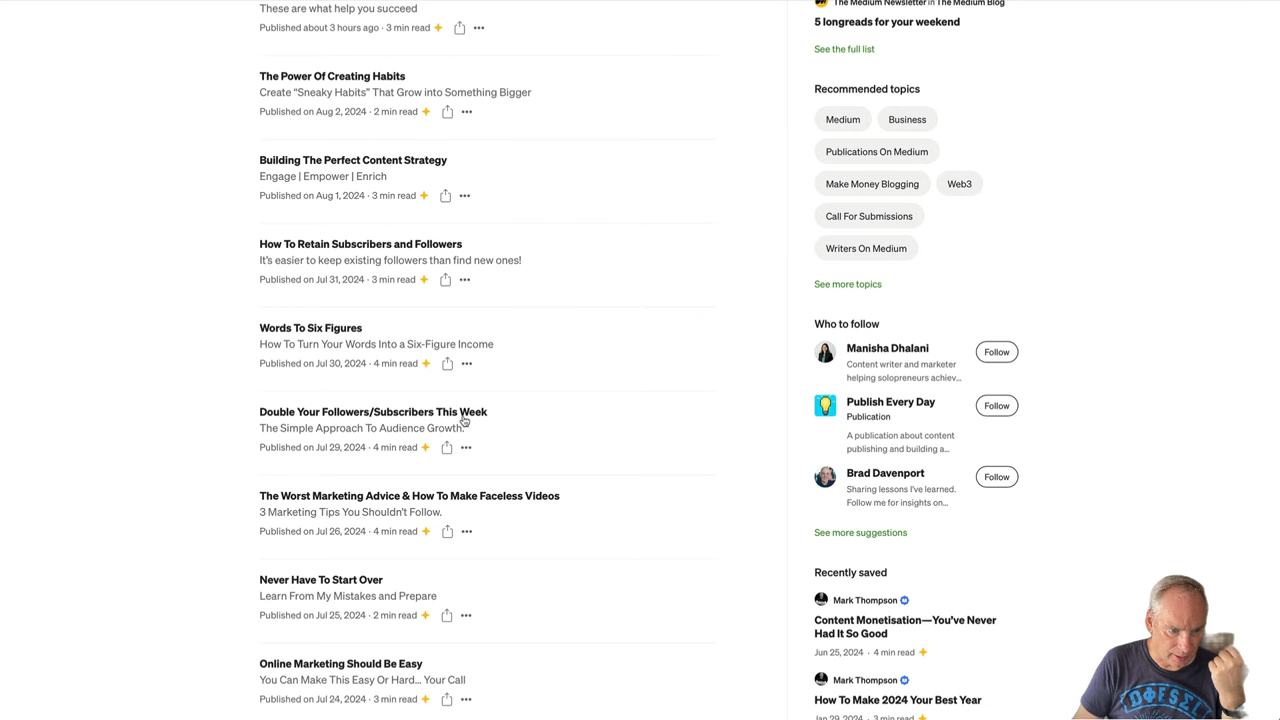 These are what help you succeed
Published about 3 hours ago · 3 min read
The Power Of Creating Habits
Create “Sneaky Habits” That Grow into Something Bigger
Published on Aug 2, 2024 · 2 min read
Building The Perfect Content Strategy
Engage | Empower | Enrich
Published on Aug 1, 2024 · 3 min read
How To Retain Subscribers and Followers
It’s easier to keep existing followers than find new ones!
Published on Jul 31, 2024 · 3 min read
Words To Six Figures
How To Turn Your Words Into a Six-Figure Income
Published on Jul 30, 2024 · 4 min read
Double Your Followers/Subscribers This Week
The Simple Approach To Audience Growth.
Published on Jul 29, 2024 · 4 min read
The Worst Marketing Advice & How To Make Faceless Videos
3 Marketing Tips You Shouldn’t Follow.
Published on Jul 26, 2024 · 4 min read
Never Have To Start Over
Learn From My Mistakes and Prepare
Published on Jul 25, 2024 · 2 min read
Online Marketing Should Be Easy
You Can Make This Easy Or Hard... Your Call
Published on Jul 24, 2024 · 3 min read
The Medium Newsletter in The Medium Blog
5 longreads for your weekend
See the full list
Recommended topics
Medium
Business
Publications On Medium
Make Money Blogging
Web3
Call For Submissions
Writers On Medium
See more topics
Who to follow
Manisha Dhalani
Follow
Content writer and marketer
helping solopreneurs achiev...
Publish Every Day
Follow
Publication
A publication about content
publishing and building a...
Brad Davenport
Follow
Sharing lessons I’ve learned.
Follow me for insights on...
See more suggestions
Recently saved
Mark Thompson
Content Monetisation—You’ve Never
Had It So Good
Jun 25, 2024 · 4 min read
Mark Thompson
How To Make 2024 Your Best Year
Jan 29, 2024 · 3 min read